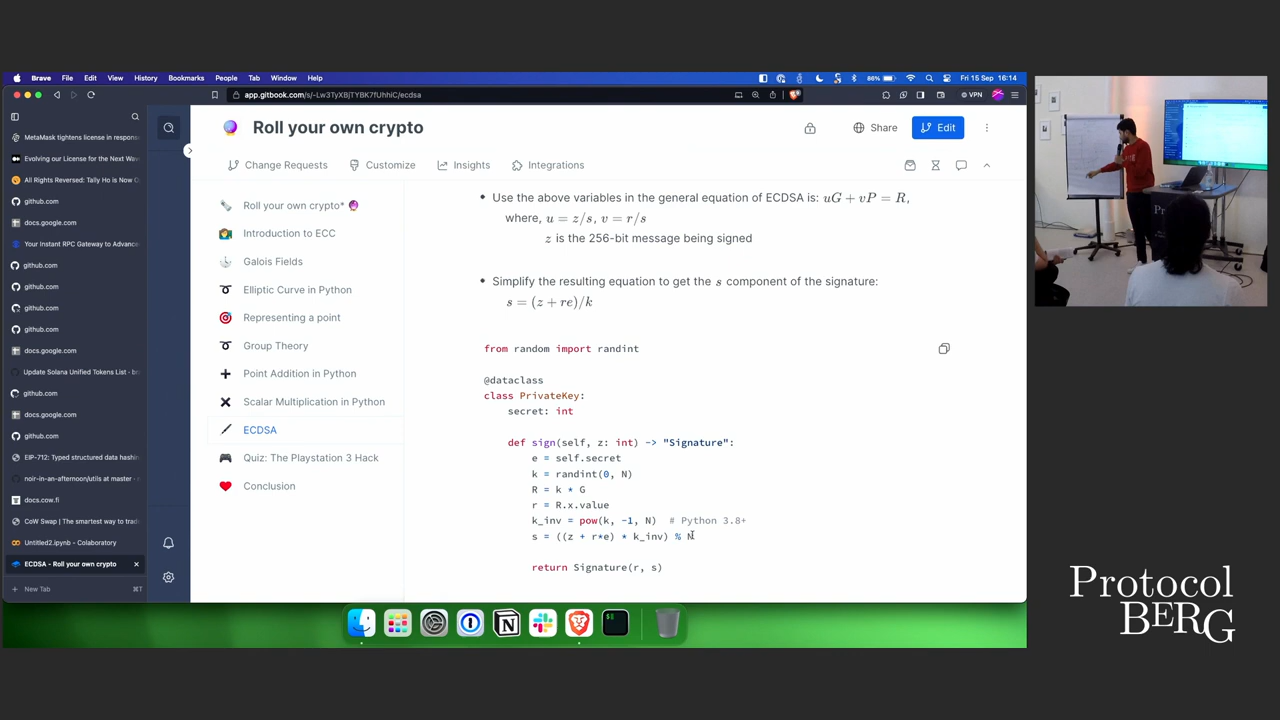 Brave File Edit View History Bookmarks People Tab Window Help
86% Fri 15 Sep 16:14
app.gitbook.com/s/-Lw3TyXBjTYBK7fUhhlC/ecdsa
VPN
MetaMask tightens license in respons
Evolving our License for the Next Wav
All Rights Reversed: Tally Ho is Now O
github.com
docs.google.com
Your Instant RPC Gateway to Advance
github.com
github.com
github.com
github.com
docs.google.com
Update Solana Unified Tokens List - br
github.com
docs.google.com
github.com
EIP-712: Typed structured data hashin
noir-in-an-afternoon/utils at master ·
docs.cow.fi
CoW Swap | The smartest way to trad
Untitled2.ipynb - Colaboratory
ECDSA - Roll your own crypto
New Tab ⌘T
Roll your own crypto
Share Edit
Change Requests Customize Insights Integrations
Roll your own crypto*
Introduction to ECC
Galois Fields
Elliptic Curve in Python
Representing a point
Group Theory
Point Addition in Python
Scalar Multiplication in Python
ECDSA
Quiz: The Playstation 3 Hack
Conclusion
• Use the above variables in the general equation of ECDSA is: uG + vP = R,
where, u = z/s, v = r/s
z is the 256-bit message being signed
• Simplify the resulting equation to get the s component of the signature:
s = (z + re)/k
from random import randint
@dataclass
class PrivateKey:
secret: int
def sign(self, z: int) -> "Signature":
e = self.secret
k = randint(0, N)
R = k * G
r = R.x.value
k_inv = pow(k, -1, N) # Python 3.8+
s = ((z + r*e) * k_inv) % N
return Signature(r, s)
Protocol
BERG